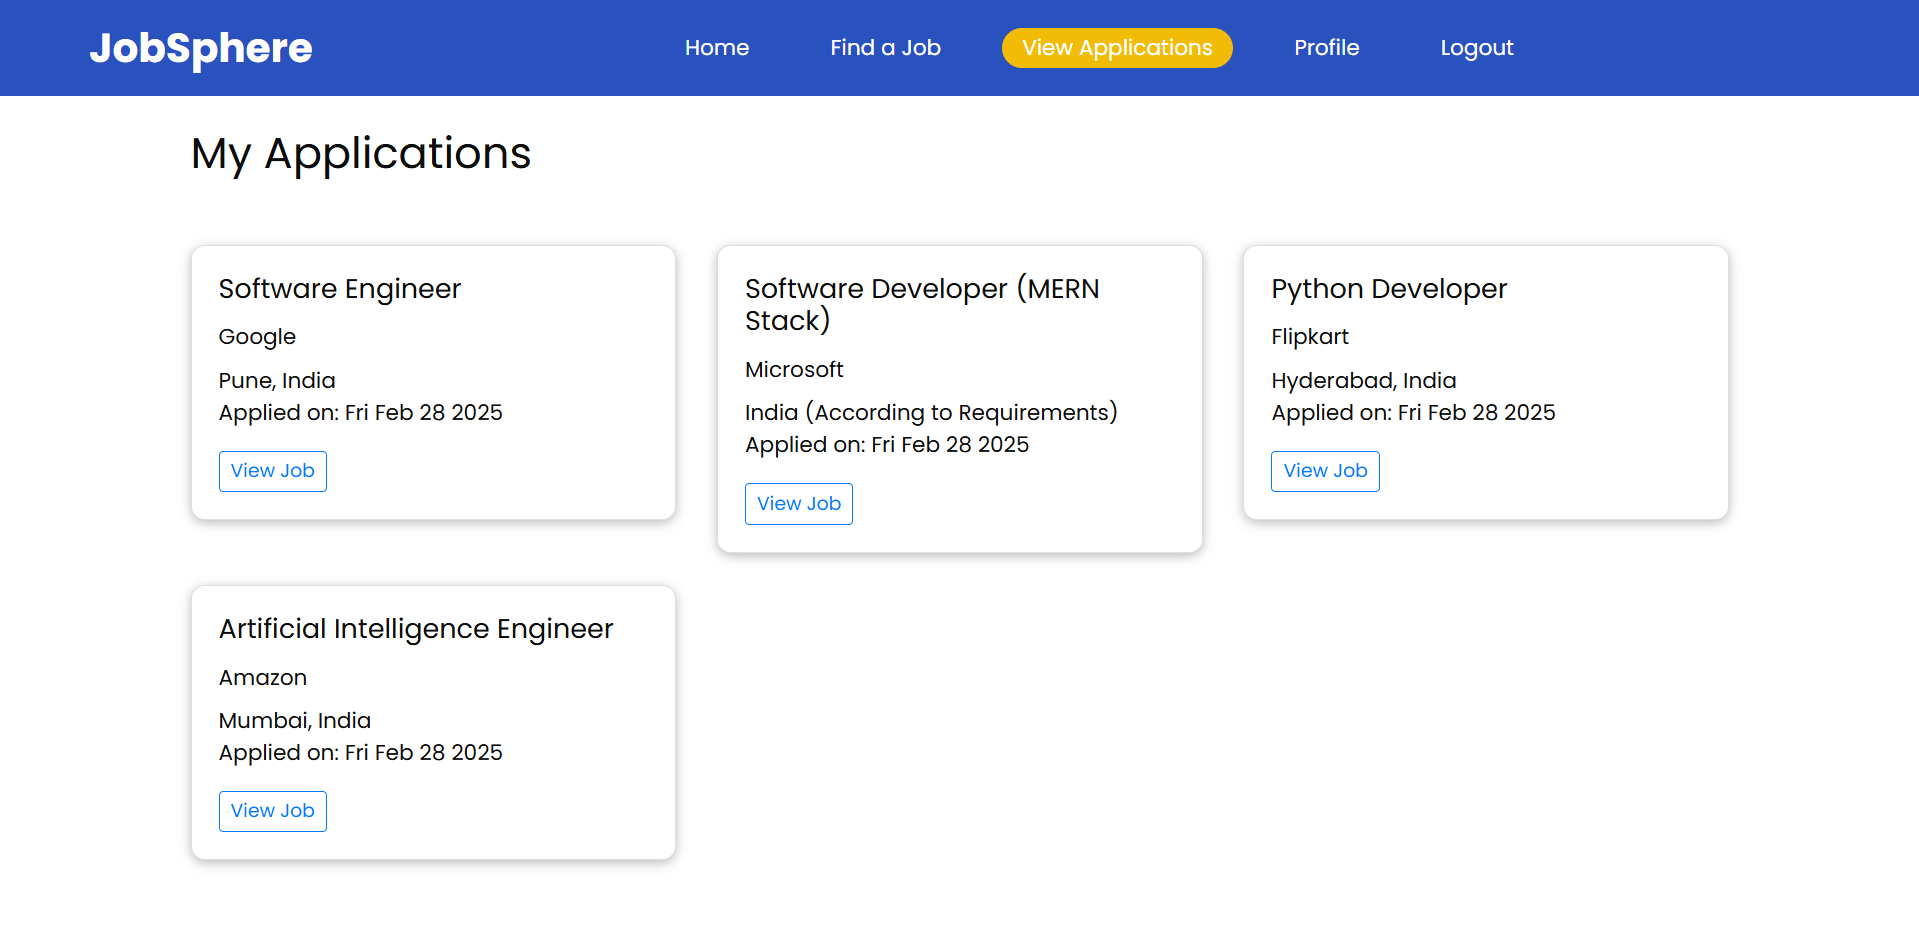 JobSphere
Home
Find a Job
View Applications
Profile
Logout
My Applications
Software Engineer
Google
Pune, India
Applied on: Fri Feb 28 2025
View Job
Software Developer (MERN
Stack)
Microsoft
India (According to Requirements)
Applied on: Fri Feb 28 2025
View Job
Python Developer
Flipkart
Hyderabad, India
Applied on: Fri Feb 28 2025
View Job
Artificial Intelligence Engineer
Amazon
Mumbai, India
Applied on: Fri Feb 28 2025
View Job